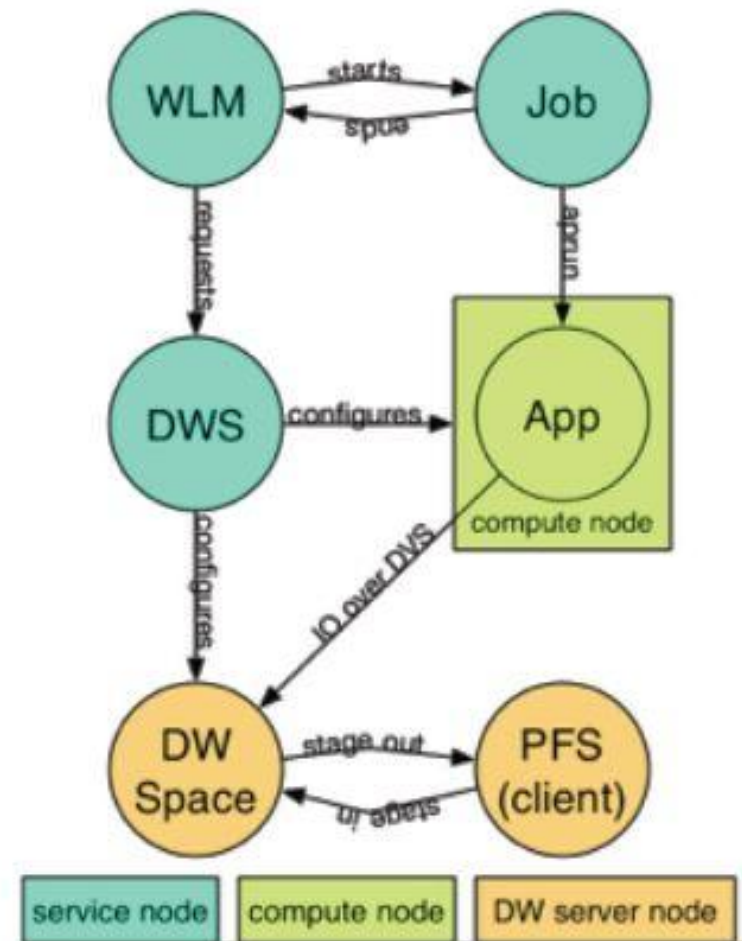 WLM
starts
Job
ends
requests
aprun
DWS
configures
App
compute node
configures
IO over DVS
DW
Space
stage out
PFS
(client)
stage in
service node
compute node
DW server node